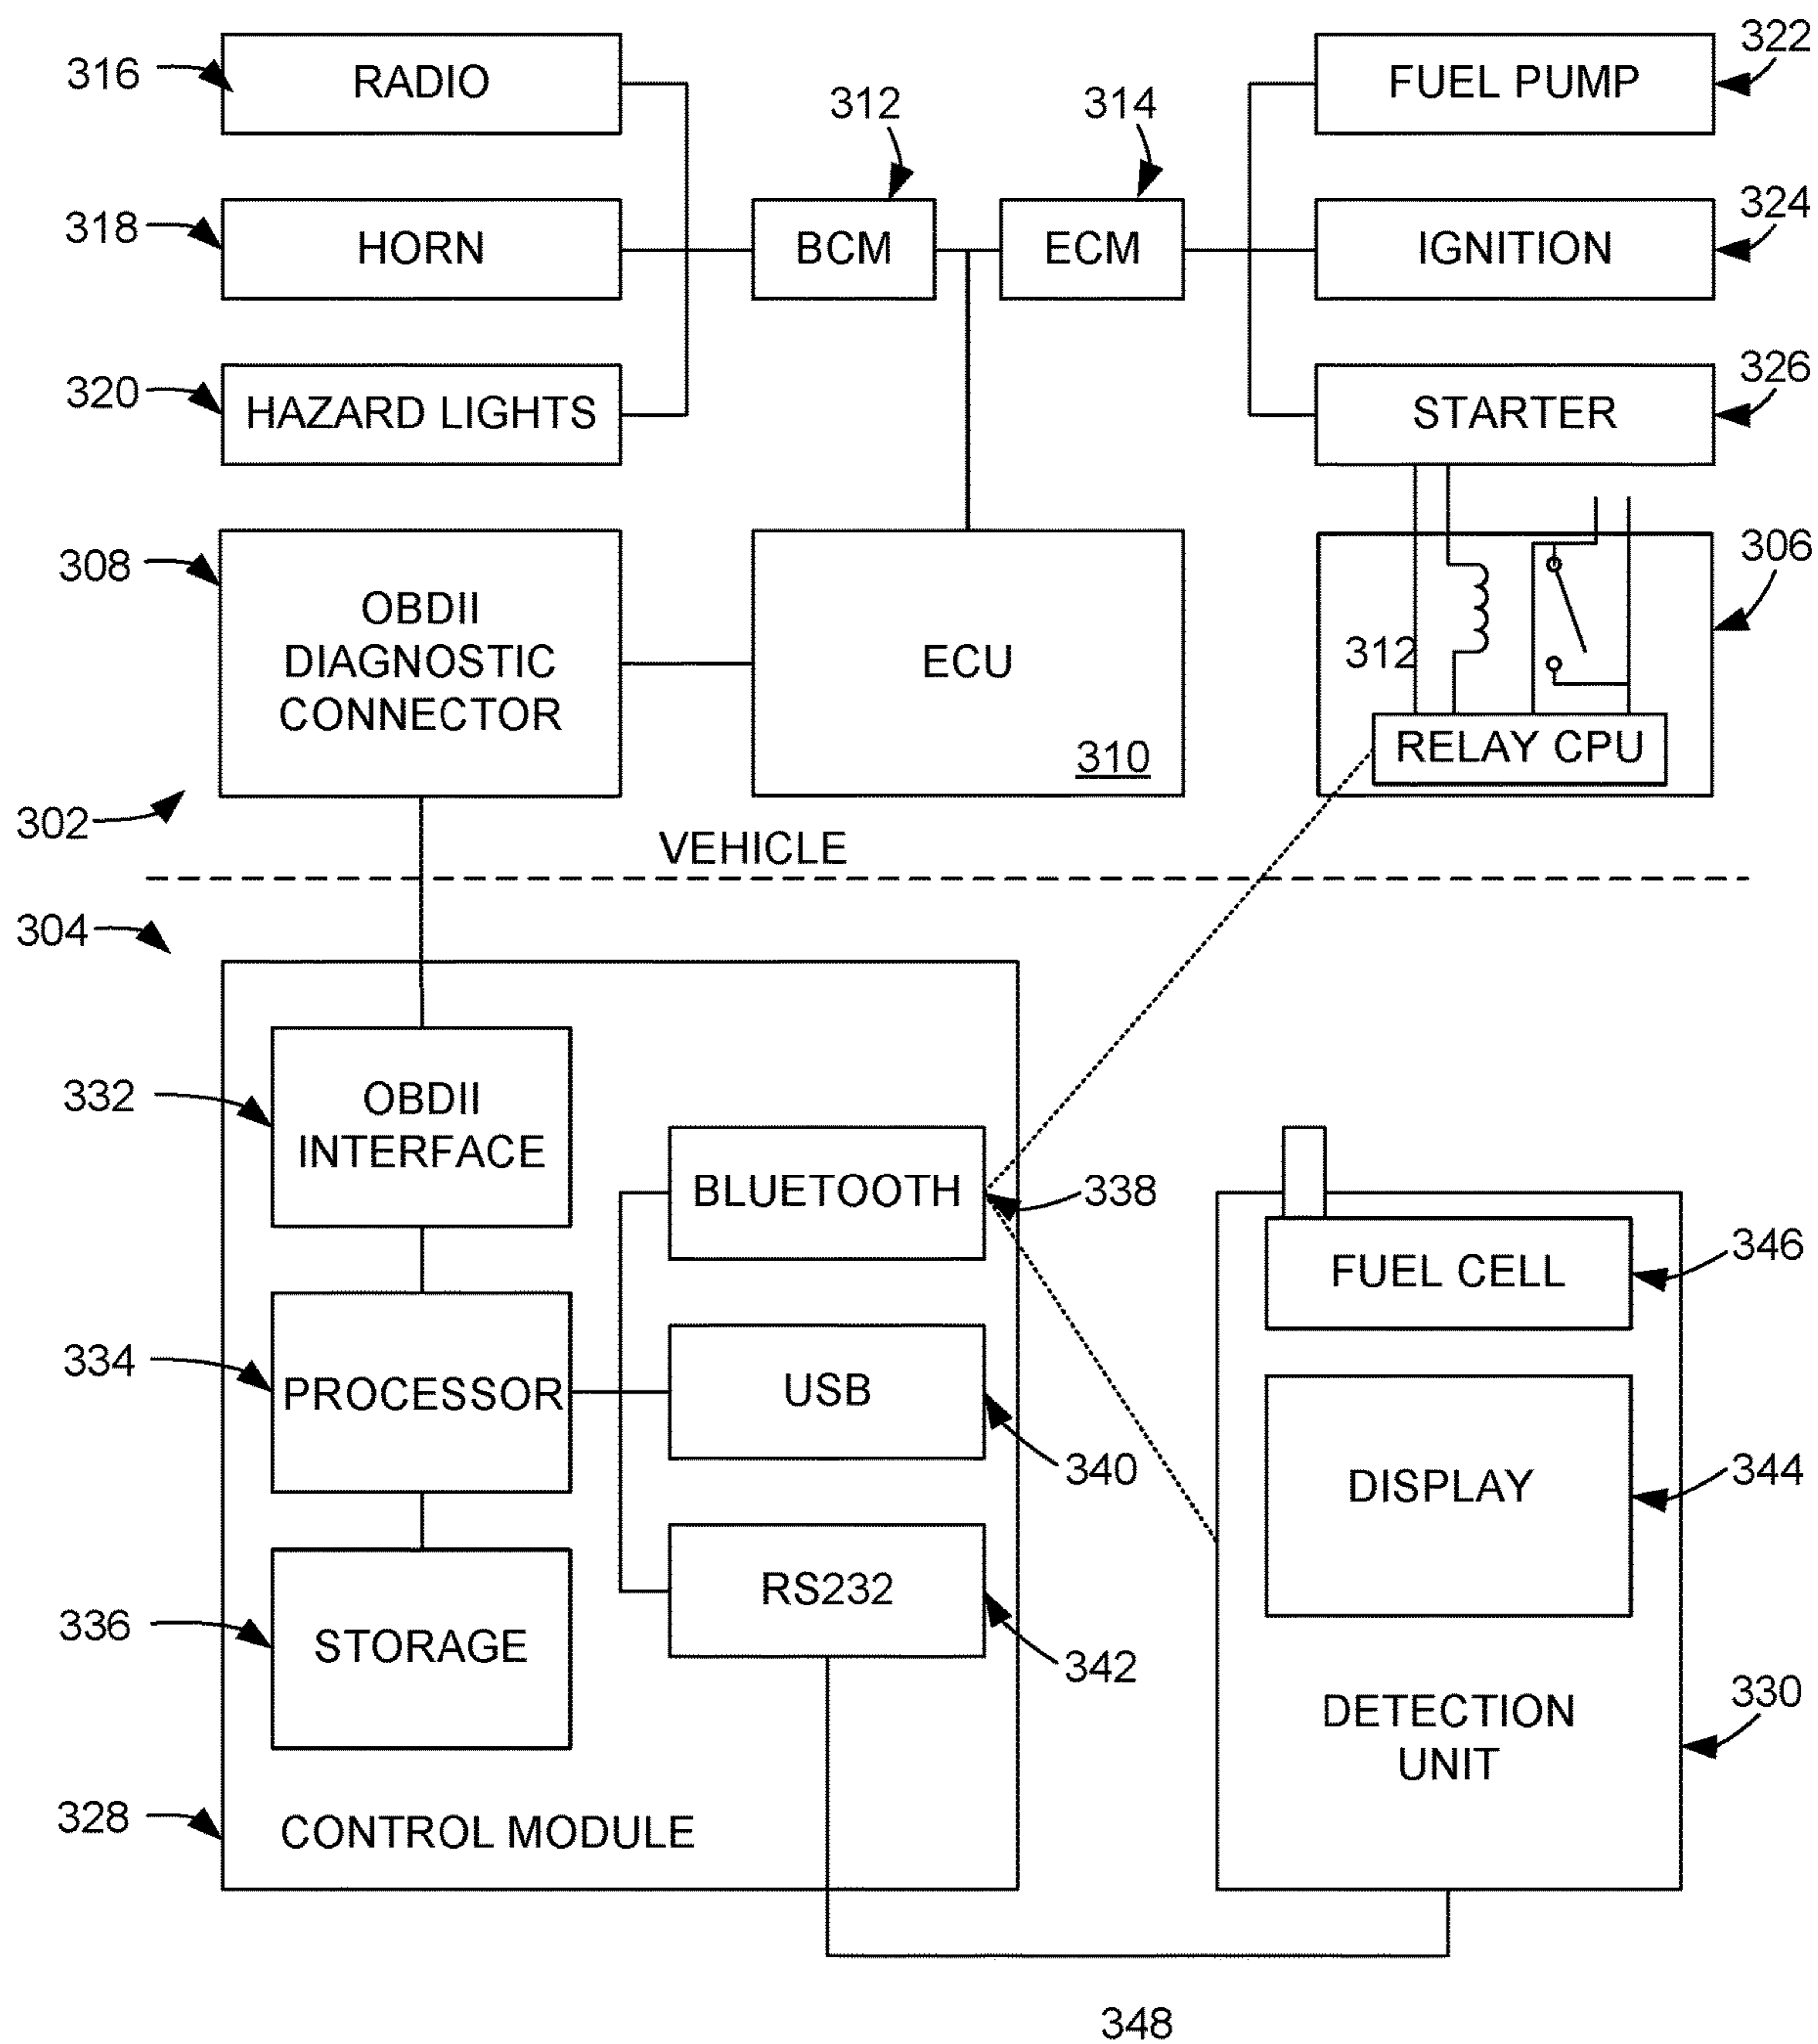 316
RADIO
312
314
FUEL PUMP
322
318
HORN
BCM
ECM
IGNITION
324
320
HAZARD LIGHTS
STARTER
326
308
OBDII
DIAGNOSTIC
CONNECTOR
ECU
310
306
312
RELAY CPU
302
VEHICLE
304
332
OBDII
INTERFACE
BLUETOOTH
338
FUEL CELL
346
334
PROCESSOR
USB
340
DISPLAY
344
336
STORAGE
RS232
342
DETECTION
UNIT
330
328
CONTROL MODULE
348